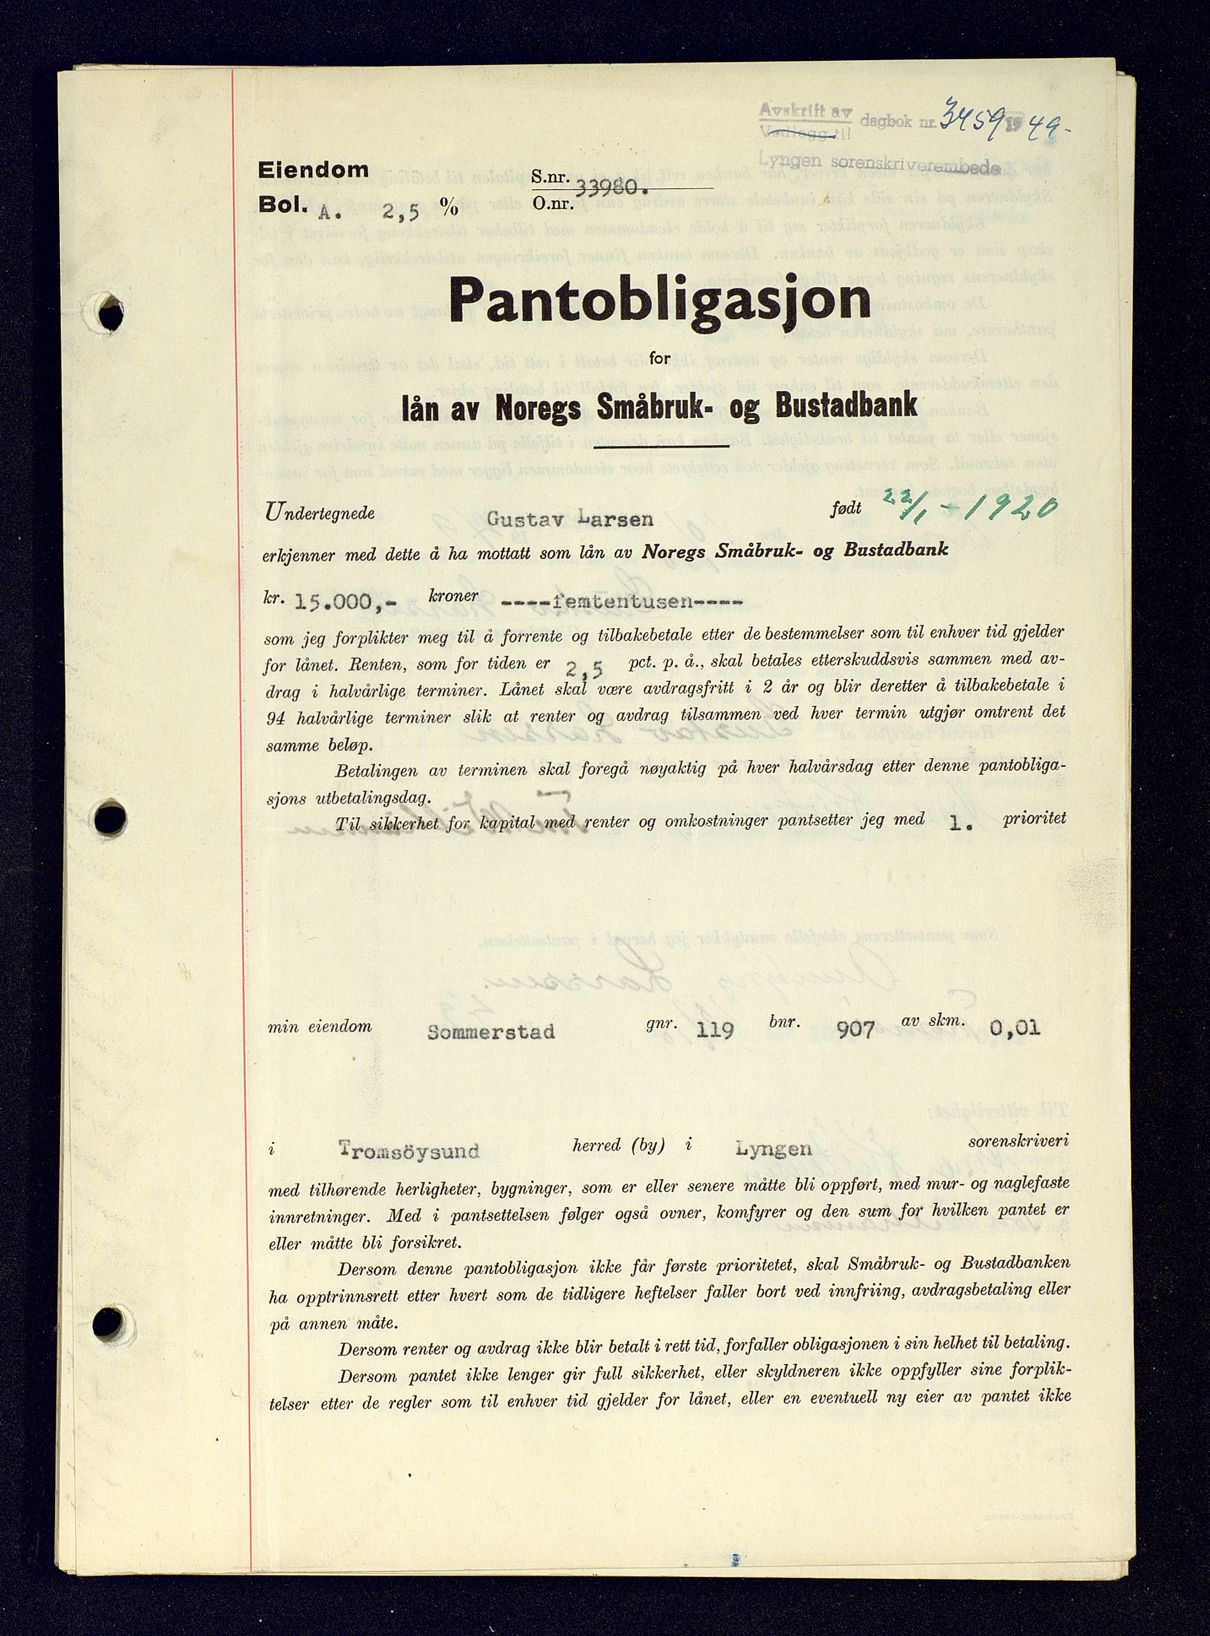 Avskrift av
Vedlegg til dagbok nr. 3459 19 49-
Lyngen sorenskriverembede
Eiendom
Bol. A. 2,5 %
S.nr. 33980.
O.nr.
Pantobligasjon
for
lån av Noregs Småbruk- og Bustadbank
Undertegnede Gustav Larsen født 22/1 - 1920
erkjenner med dette å ha mottatt som lån av Noregs Småbruk- og Bustadbank
kr. 15.000,- kroner ----femtentusen----
som jeg forplikter meg til å forrente og tilbakebetale etter de bestemmelser som til enhver tid gjelder
for lånet. Renten, som for tiden er 2,5 pct. p. å., skal betales etterskuddsvis sammen med av-
drag i halvårlige terminer. Lånet skal være avdragsfritt i 2 år og blir deretter å tilbakebetale i
94 halvårlige terminer slik at renter og avdrag tilsammen ved hver termin utgjør omtrent det
samme beløp.
Betalingen av terminen skal foregå nøyaktig på hver halvårsdag etter denne pantobliga-
sjons utbetalingsdag.
Til sikkerhet for kapital med renter og omkostninger pantsetter jeg med 1. prioritet
min eiendom Sommerstad gnr. 119 bnr. 907 av skm. 0,01
i Tromsöysund herred (by) i Lyngen sorenskriveri
med tilhørende herligheter, bygninger, som er eller senere måtte bli oppført, med mur- og naglefaste
innretninger. Med i pantsettelsen følger også ovner, komfyrer og den sum for hvilken pantet er
eller måtte bli forsikret.
Dersom denne pantobligasjon ikke får første prioritetet, skal Småbruk- og Bustadbanken
ha opptrinnsrett etter hvert som de tidligere heftelser faller bort ved innfriing, avdragsbetaling eller
på annen måte.
Dersom renter og avdrag ikke blir betalt i rett tid, forfaller obligasjonen i sin helhet til betaling.
Dersom pantet ikke lenger gir full sikkerhet, eller skyldneren ikke oppfyller sine forplik-
telser etter de regler som til enhver tid gjelder for lånet, eller en eventuell ny eier av pantet ikke